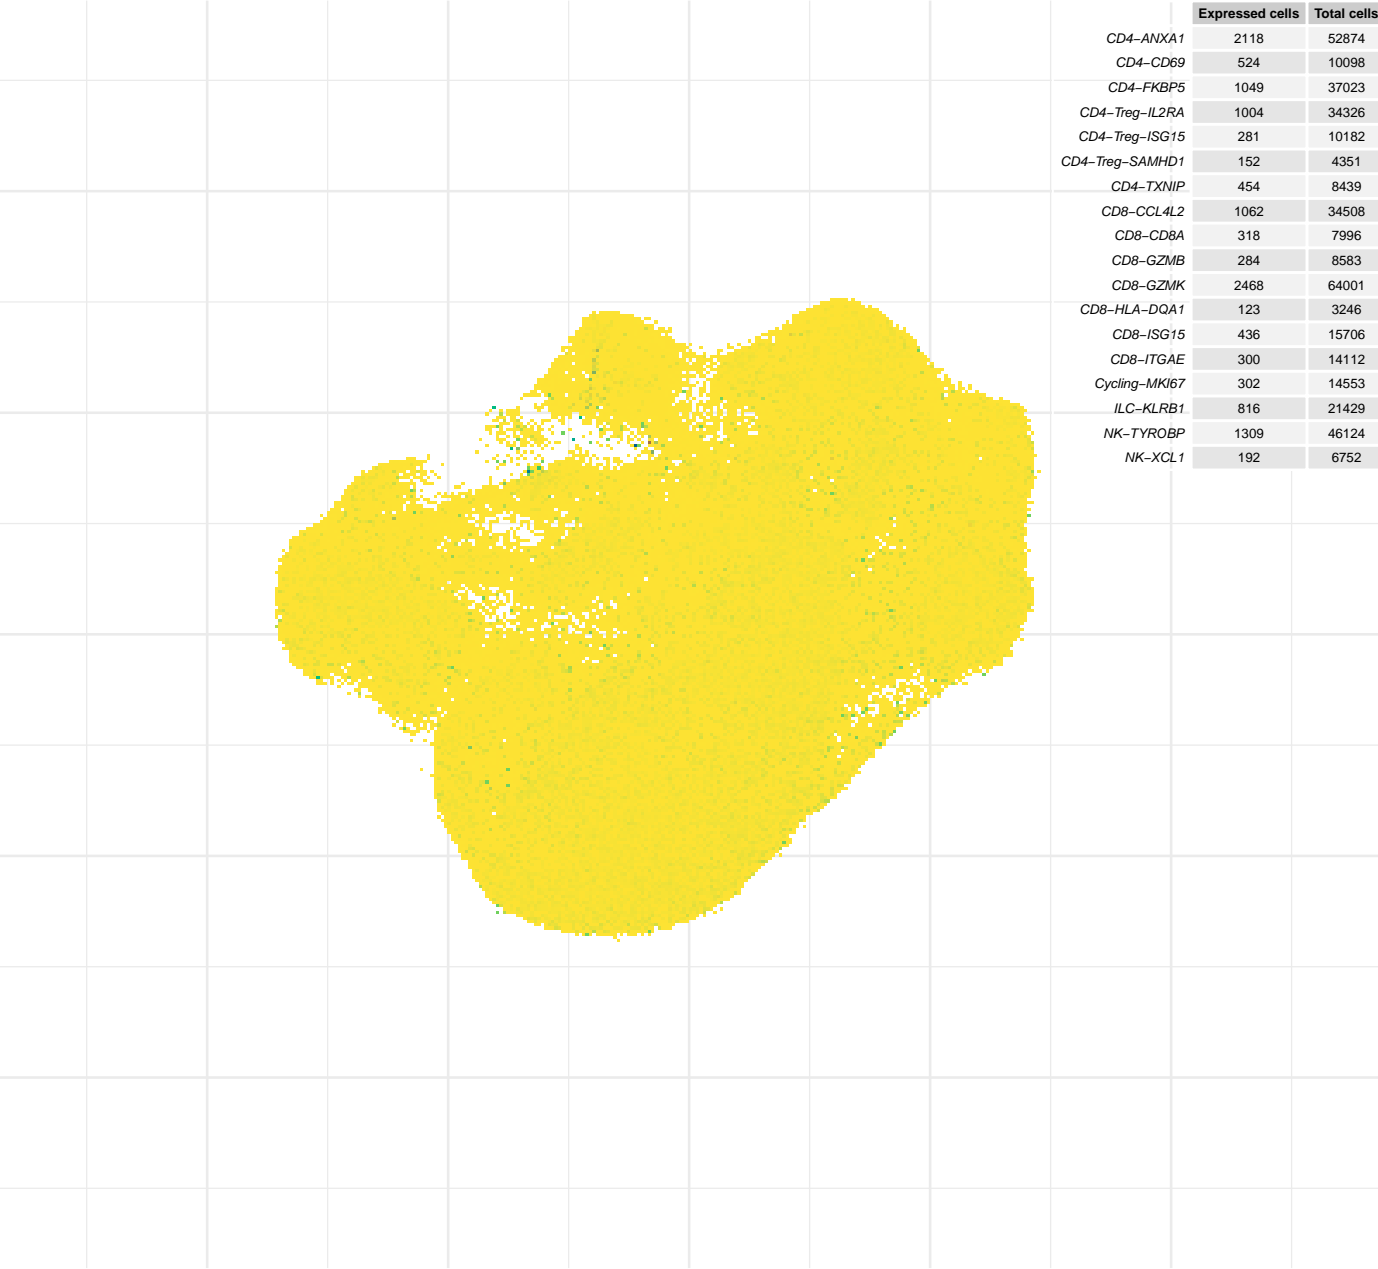 Expressed cells Total cells
CD4−ANXA1 2118 52874
CD4−CD69 524 10098
CD4−FKBP5 1049 37023
CD4−Treg−IL2RA 1004 34326
CD4−Treg−ISG15 281 10182
CD4−Treg−SAMHD1 152 4351
CD4−TXNIP 454 8439
CD8−CCL4L2 1062 34508
CD8−CD8A 318 7996
CD8−GZMB 284 8583
CD8−GZMK 2468 64001
CD8−HLA−DQA1 123 3246
CD8−ISG15 436 15706
CD8−ITGAE 300 14112
Cycling−MKI67 302 14553
ILC−KLRB1 816 21429
NK−TYROBP 1309 46124
NK−XCL1 192 6752